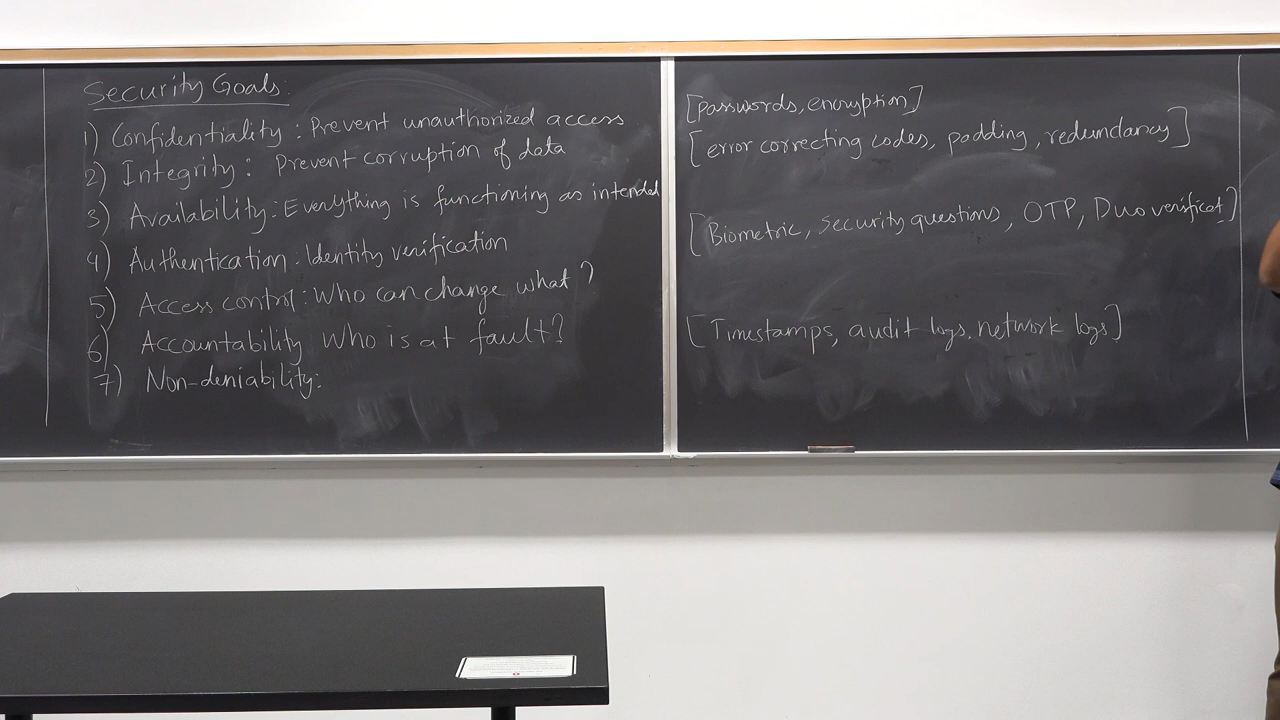 Security Goals:
1) Confidentiality : Prevent unauthorized access [Passwords, encryption]
2) Integrity : Prevent corruption of data [error correcting codes, padding, redundancy]
3) Availability : Everything is functioning as intended
4) Authentication . Identity verification [Biometric, security questions, OTP, Duo verificat.]
5) Access control : Who can change what?
6) Accountability Who is at fault? [Timestamps, audit logs, network logs]
7) Non-deniability: